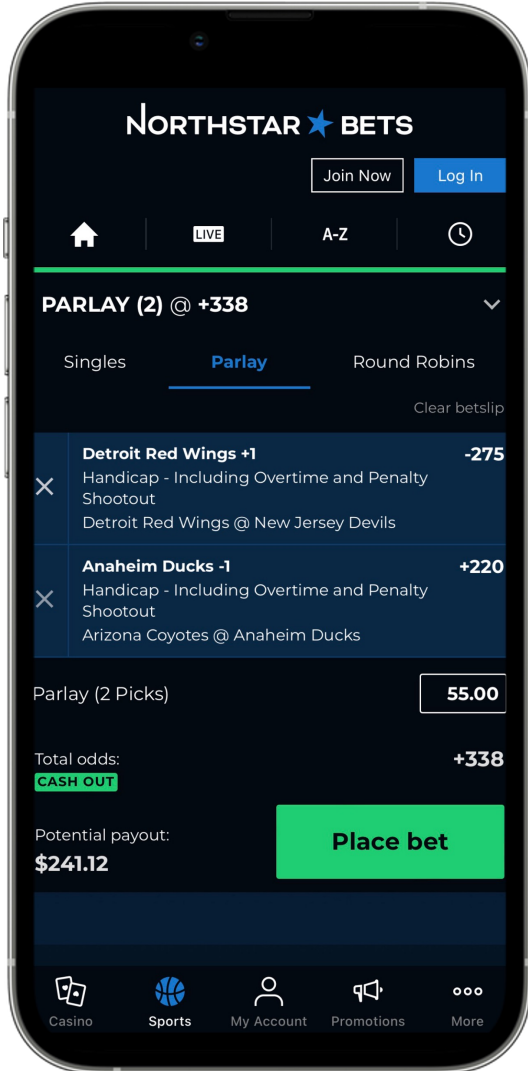 NORTHSTAR BETS
Join Now Log In
LIVE A-Z
PARLAY (2) @ +338
Singles Parlay Round Robins
Clear betslip
Detroit Red Wings +1 -275
Handicap - Including Overtime and Penalty
Shootout
Detroit Red Wings @ New Jersey Devils
Anaheim Ducks -1 +220
Handicap - Including Overtime and Penalty
Shootout
Arizona Coyotes @ Anaheim Ducks
Parlay (2 Picks) 55.00
Total odds: +338
CASH OUT
Potential payout:
$241.12
Place bet
Casino Sports My Account Promotions More